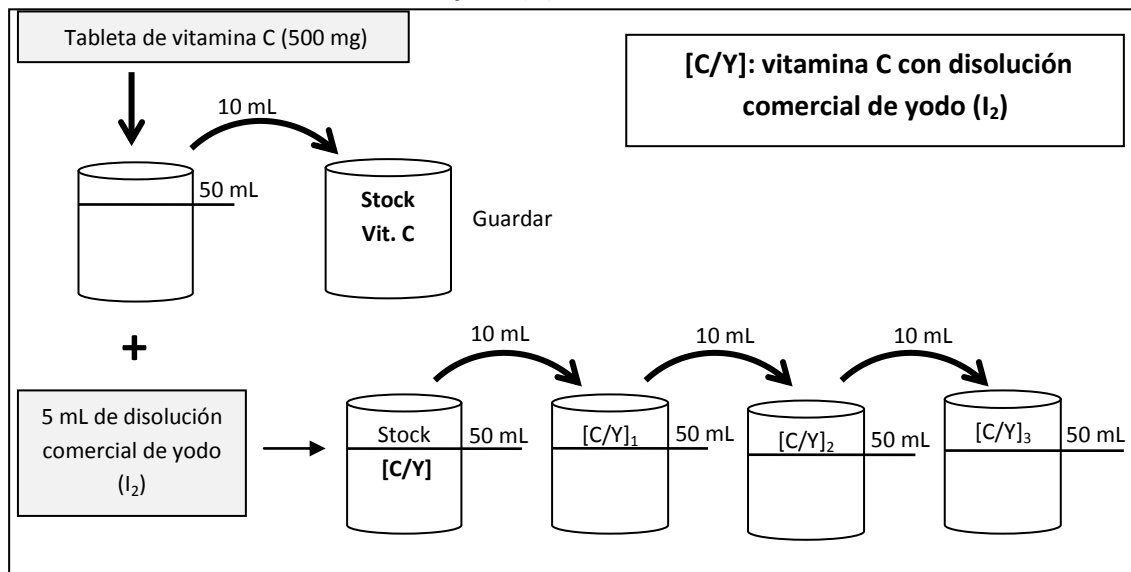 Tableta de vitamina C (500 mg)
[C/Y]: vitamina C con disolución
comercial de yodo (I₂)
10 mL
50 mL
Stock
Vit. C
Guardar
+
10 mL
10 mL
10 mL
5 mL de disolución
comercial de yodo
(I₂)
Stock
[C/Y]
50 mL
[C/Y]₁
50 mL
[C/Y]₂
50 mL
[C/Y]₃
50 mL